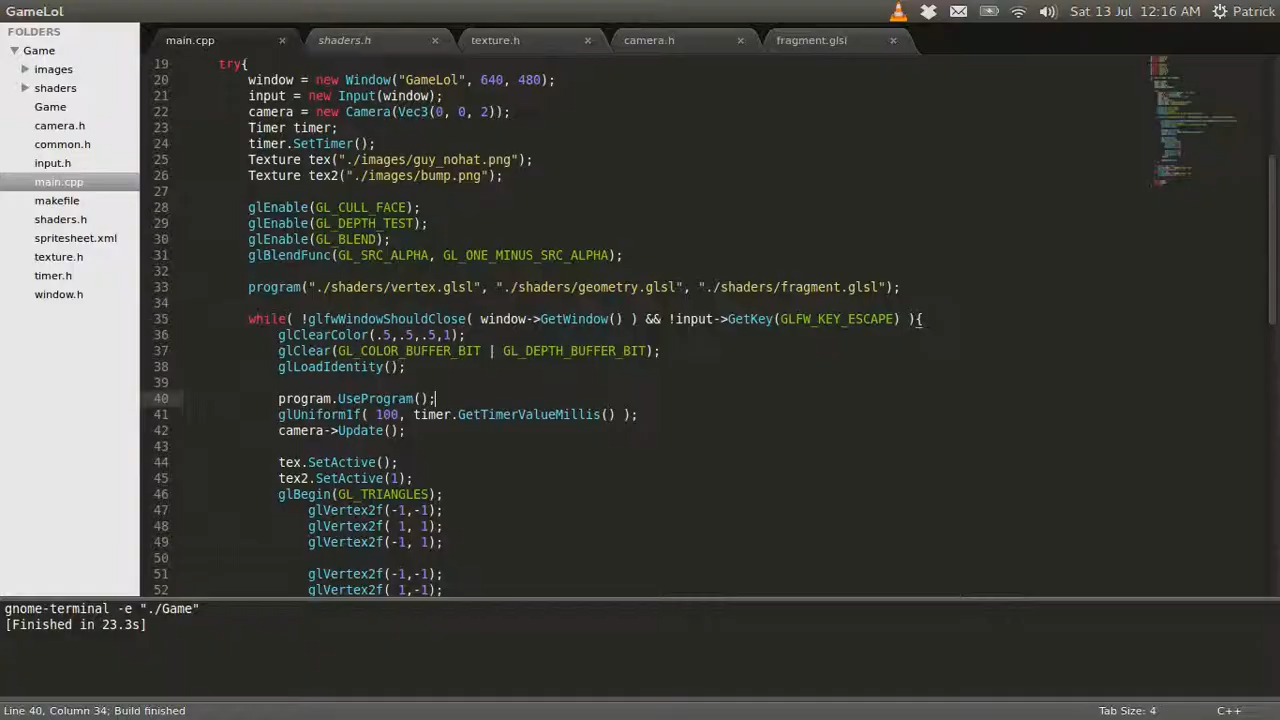 GameLol
Sat 13 Jul 12:16 AM Patrick
FOLDERS
Game
images
shaders
Game
camera.h
common.h
input.h
main.cpp
makefile
shaders.h
spritesheet.xml
texture.h
timer.h
window.h
main.cpp × shaders.h × texture.h × camera.h × fragment.glsl ×
19 try{
20 window = new Window("GameLol", 640, 480);
21 input = new Input(window);
22 camera = new Camera(Vec3(0, 0, 2));
23 Timer timer;
24 timer.SetTimer();
25 Texture tex("./images/guy_nohat.png");
26 Texture tex2("./images/bump.png");
27
28 glEnable(GL_CULL_FACE);
29 glEnable(GL_DEPTH_TEST);
30 glEnable(GL_BLEND);
31 glBlendFunc(GL_SRC_ALPHA, GL_ONE_MINUS_SRC_ALPHA);
32
33 program("./shaders/vertex.glsl", "./shaders/geometry.glsl", "./shaders/fragment.glsl");
34
35 while( !glfwWindowShouldClose( window->GetWindow() ) && !input->GetKey(GLFW_KEY_ESCAPE) ){
36 glClearColor(.5,.5,.5,1);
37 glClear(GL_COLOR_BUFFER_BIT | GL_DEPTH_BUFFER_BIT);
38 glLoadIdentity();
39
40 program.UseProgram();
41 glUniform1f( 100, timer.GetTimerValueMillis() );
42 camera->Update();
43
44 tex.SetActive();
45 tex2.SetActive(1);
46 glBegin(GL_TRIANGLES);
47 glVertex2f(-1,-1);
48 glVertex2f( 1, 1);
49 glVertex2f(-1, 1);
50
51 glVertex2f(-1,-1);
52 glVertex2f( 1,-1);
gnome-terminal -e "./Game"
[Finished in 23.3s]
Line 40, Column 34; Build finished
Tab Size: 4 C++